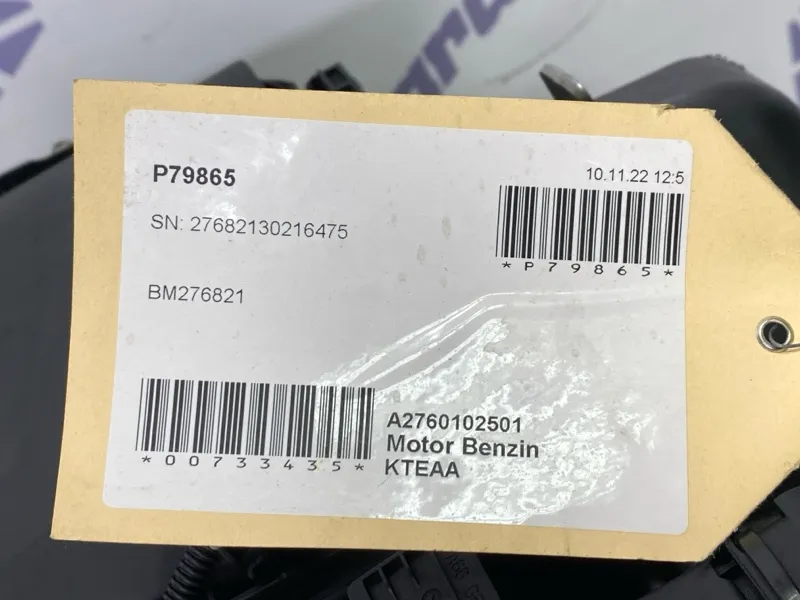 P79865
10.11.22 12:5
SN: 27682130216475
*P79865*
BM276821
A2760102501
Motor Benzin
*00733435*
KTEAA